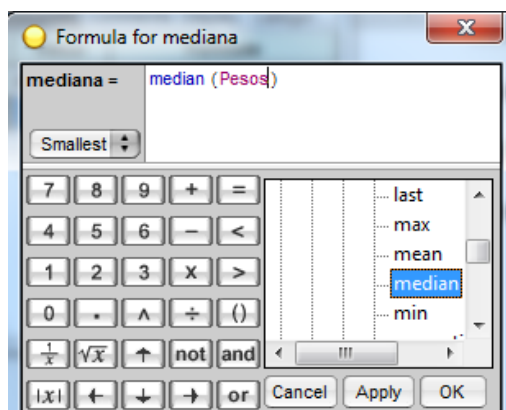 Formula for mediana
mediana = median (Pesos)
Smallest
7 8 9 + =
4 5 6 − <
1 2 3 x >
0 . ^ ÷ ()
1/x √x ↑ not and
|x| ← ↓ → or
last
max
mean
median
min
Cancel Apply OK